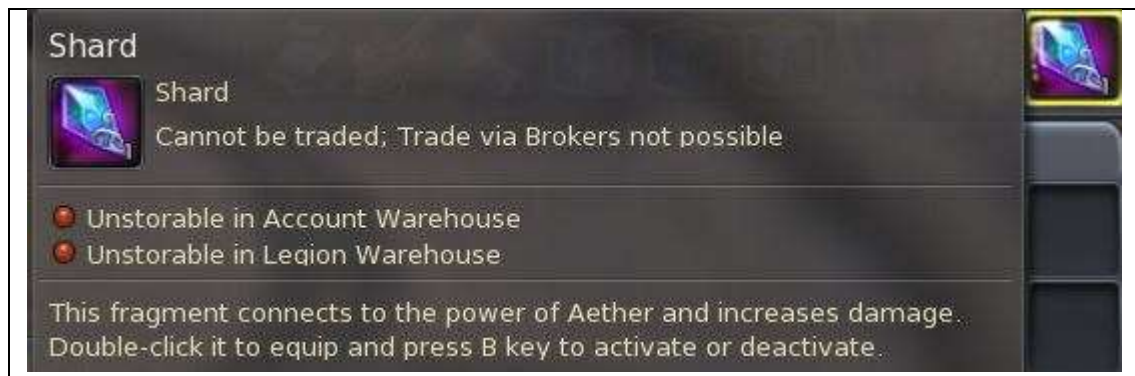 Shard
Shard
Cannot be traded; Trade via Brokers not possible
Unstorable in Account Warehouse
Unstorable in Legion Warehouse
This fragment connects to the power of Aether and increases damage.
Double-click it to equip and press B key to activate or deactivate.